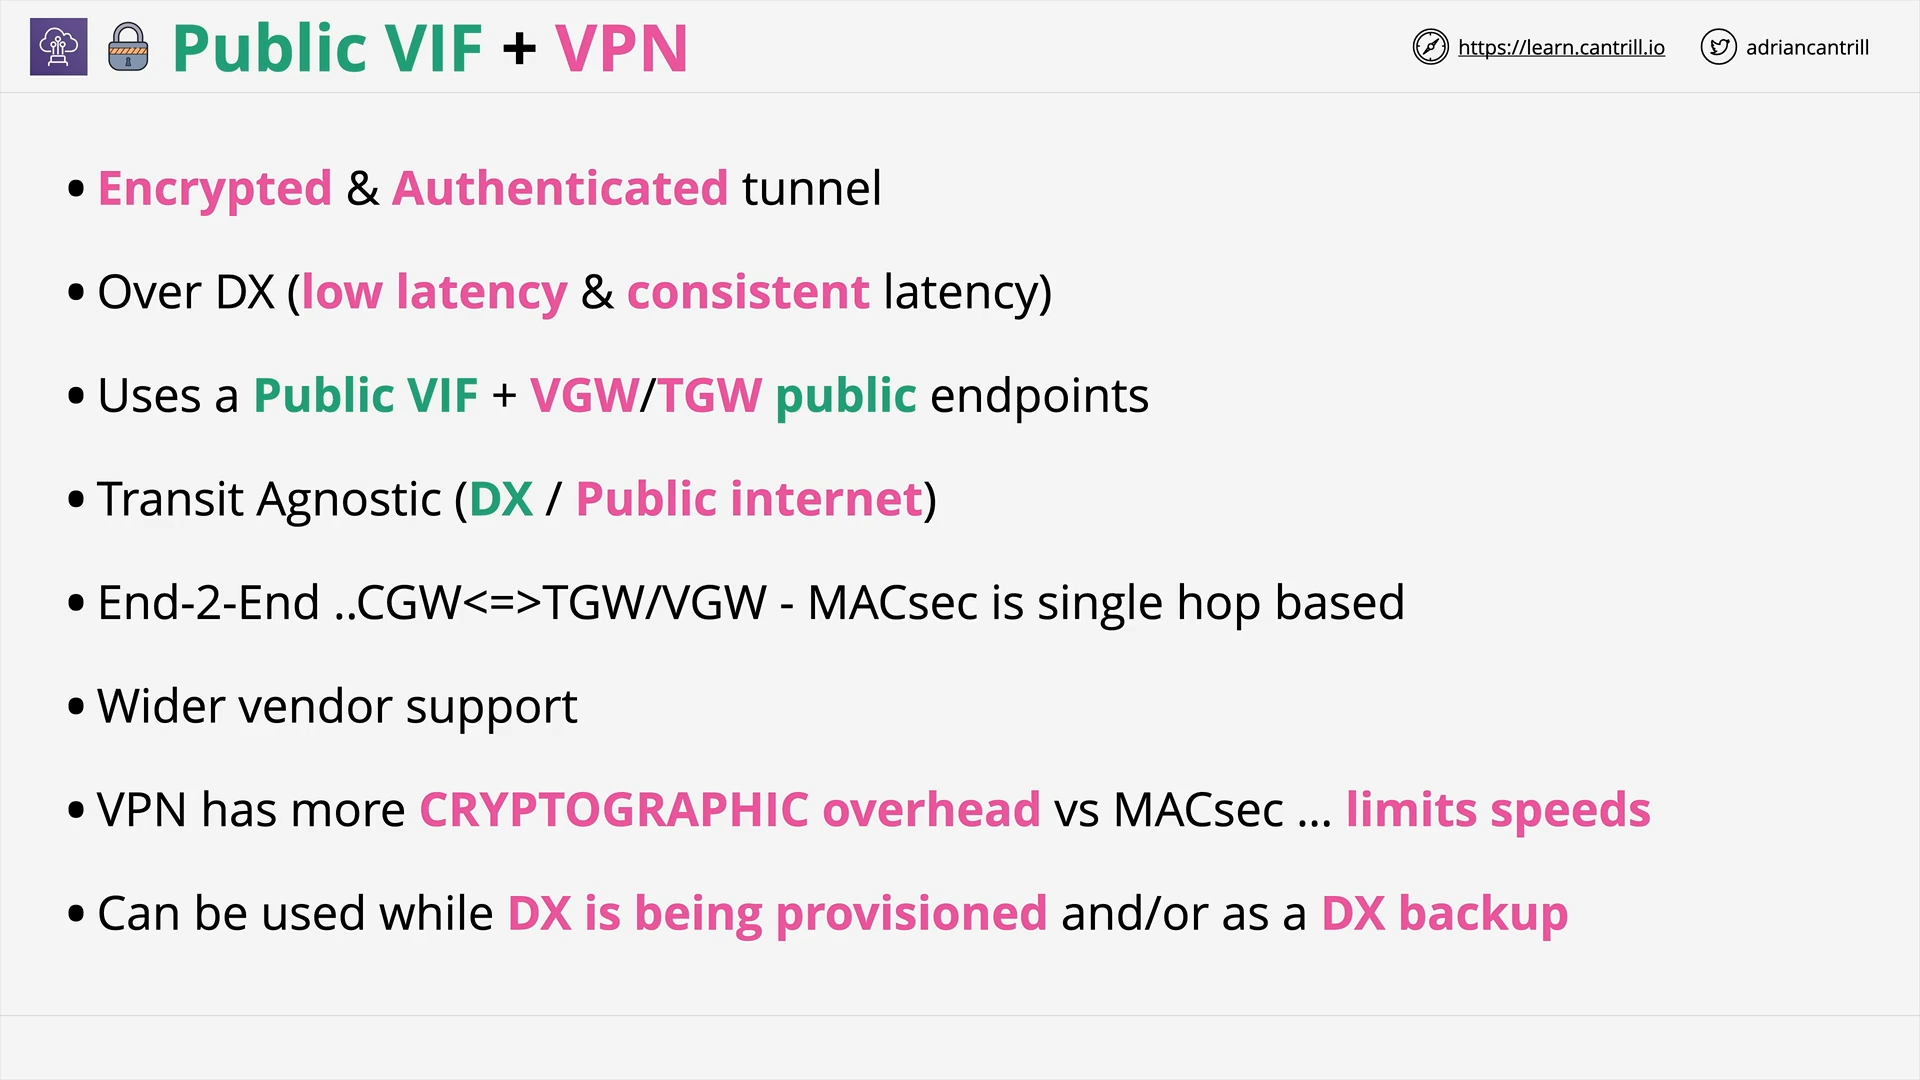 Public VIF + VPN
https://learn.cantrill.io
adriancantrill
• Encrypted & Authenticated tunnel
• Over DX (low latency & consistent latency)
• Uses a Public VIF + VGW/TGW public endpoints
• Transit Agnostic (DX / Public internet)
• End-2-End ..CGW<=>TGW/VGW - MACsec is single hop based
• Wider vendor support
• VPN has more CRYPTOGRAPHIC overhead vs MACsec ... limits speeds
• Can be used while DX is being provisioned and/or as a DX backup